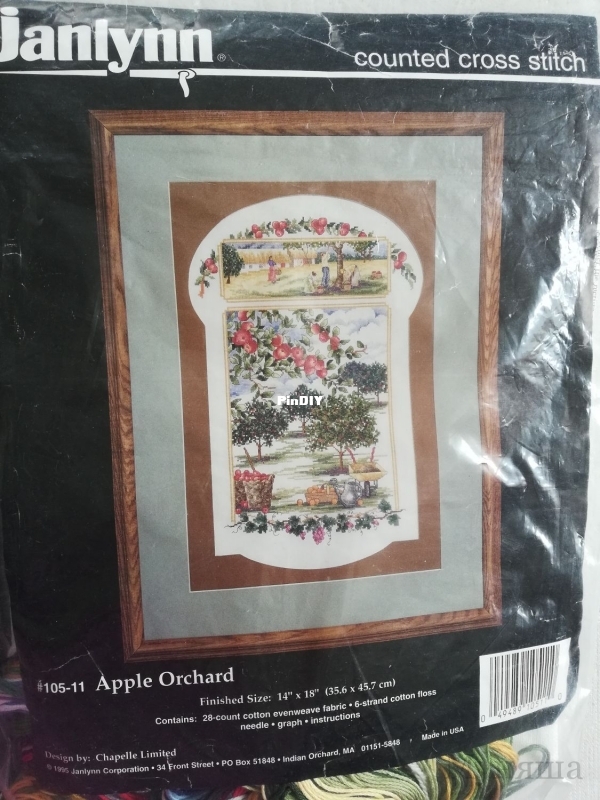 Janlynn®
counted cross stitch
PinDIY
#105-11 Apple Orchard
Finished Size: 14" x 18" (35.6 x 45.7 cm)
Contains: 28-count cotton evenweave fabric • 6-strand cotton floss
needle • graph • instructions
Design by: Chapelle Limited
© 1995 Janlynn Corporation • 34 Front Street • PO Box 51848 • Indian Orchard, MA 01151-5848 • Made in USA